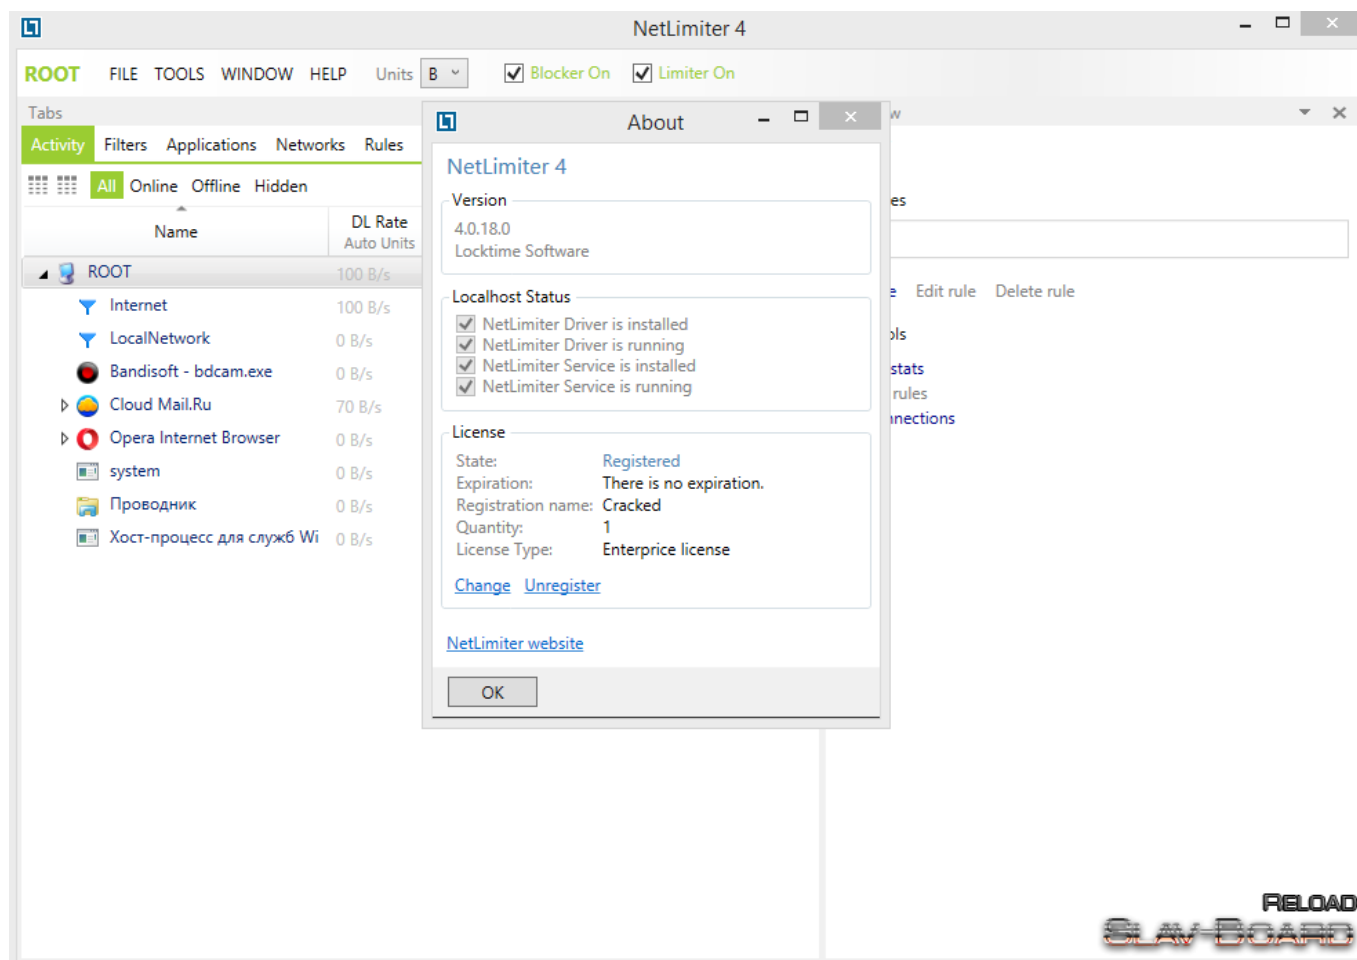 NetLimiter 4
ROOT FILE TOOLS WINDOW HELP Units B Blocker On Limiter On
Tabs
Activity Filters Applications Networks Rules
All Online Offline Hidden
Name DL Rate
Auto Units
ROOT 100 B/s
Internet 100 B/s
LocalNetwork 0 B/s
Bandisoft - bdcam.exe 0 B/s
Cloud Mail.Ru 70 B/s
Opera Internet Browser 0 B/s
system 0 B/s
Проводник 0 B/s
Хост-процесс для служб Wi 0 B/s
About
NetLimiter 4
Version
4.0.18.0
Locktime Software
Localhost Status
NetLimiter Driver is installed
NetLimiter Driver is running
NetLimiter Service is installed
NetLimiter Service is running
License
State: Registered
Expiration: There is no expiration.
Registration name: Cracked
Quantity: 1
License Type: Enterprice license
Change Unregister
NetLimiter website
OK
w
es
e Edit rule Delete rule
ols
stats
rules
nnections
RELOAD
SLAV-BOARD